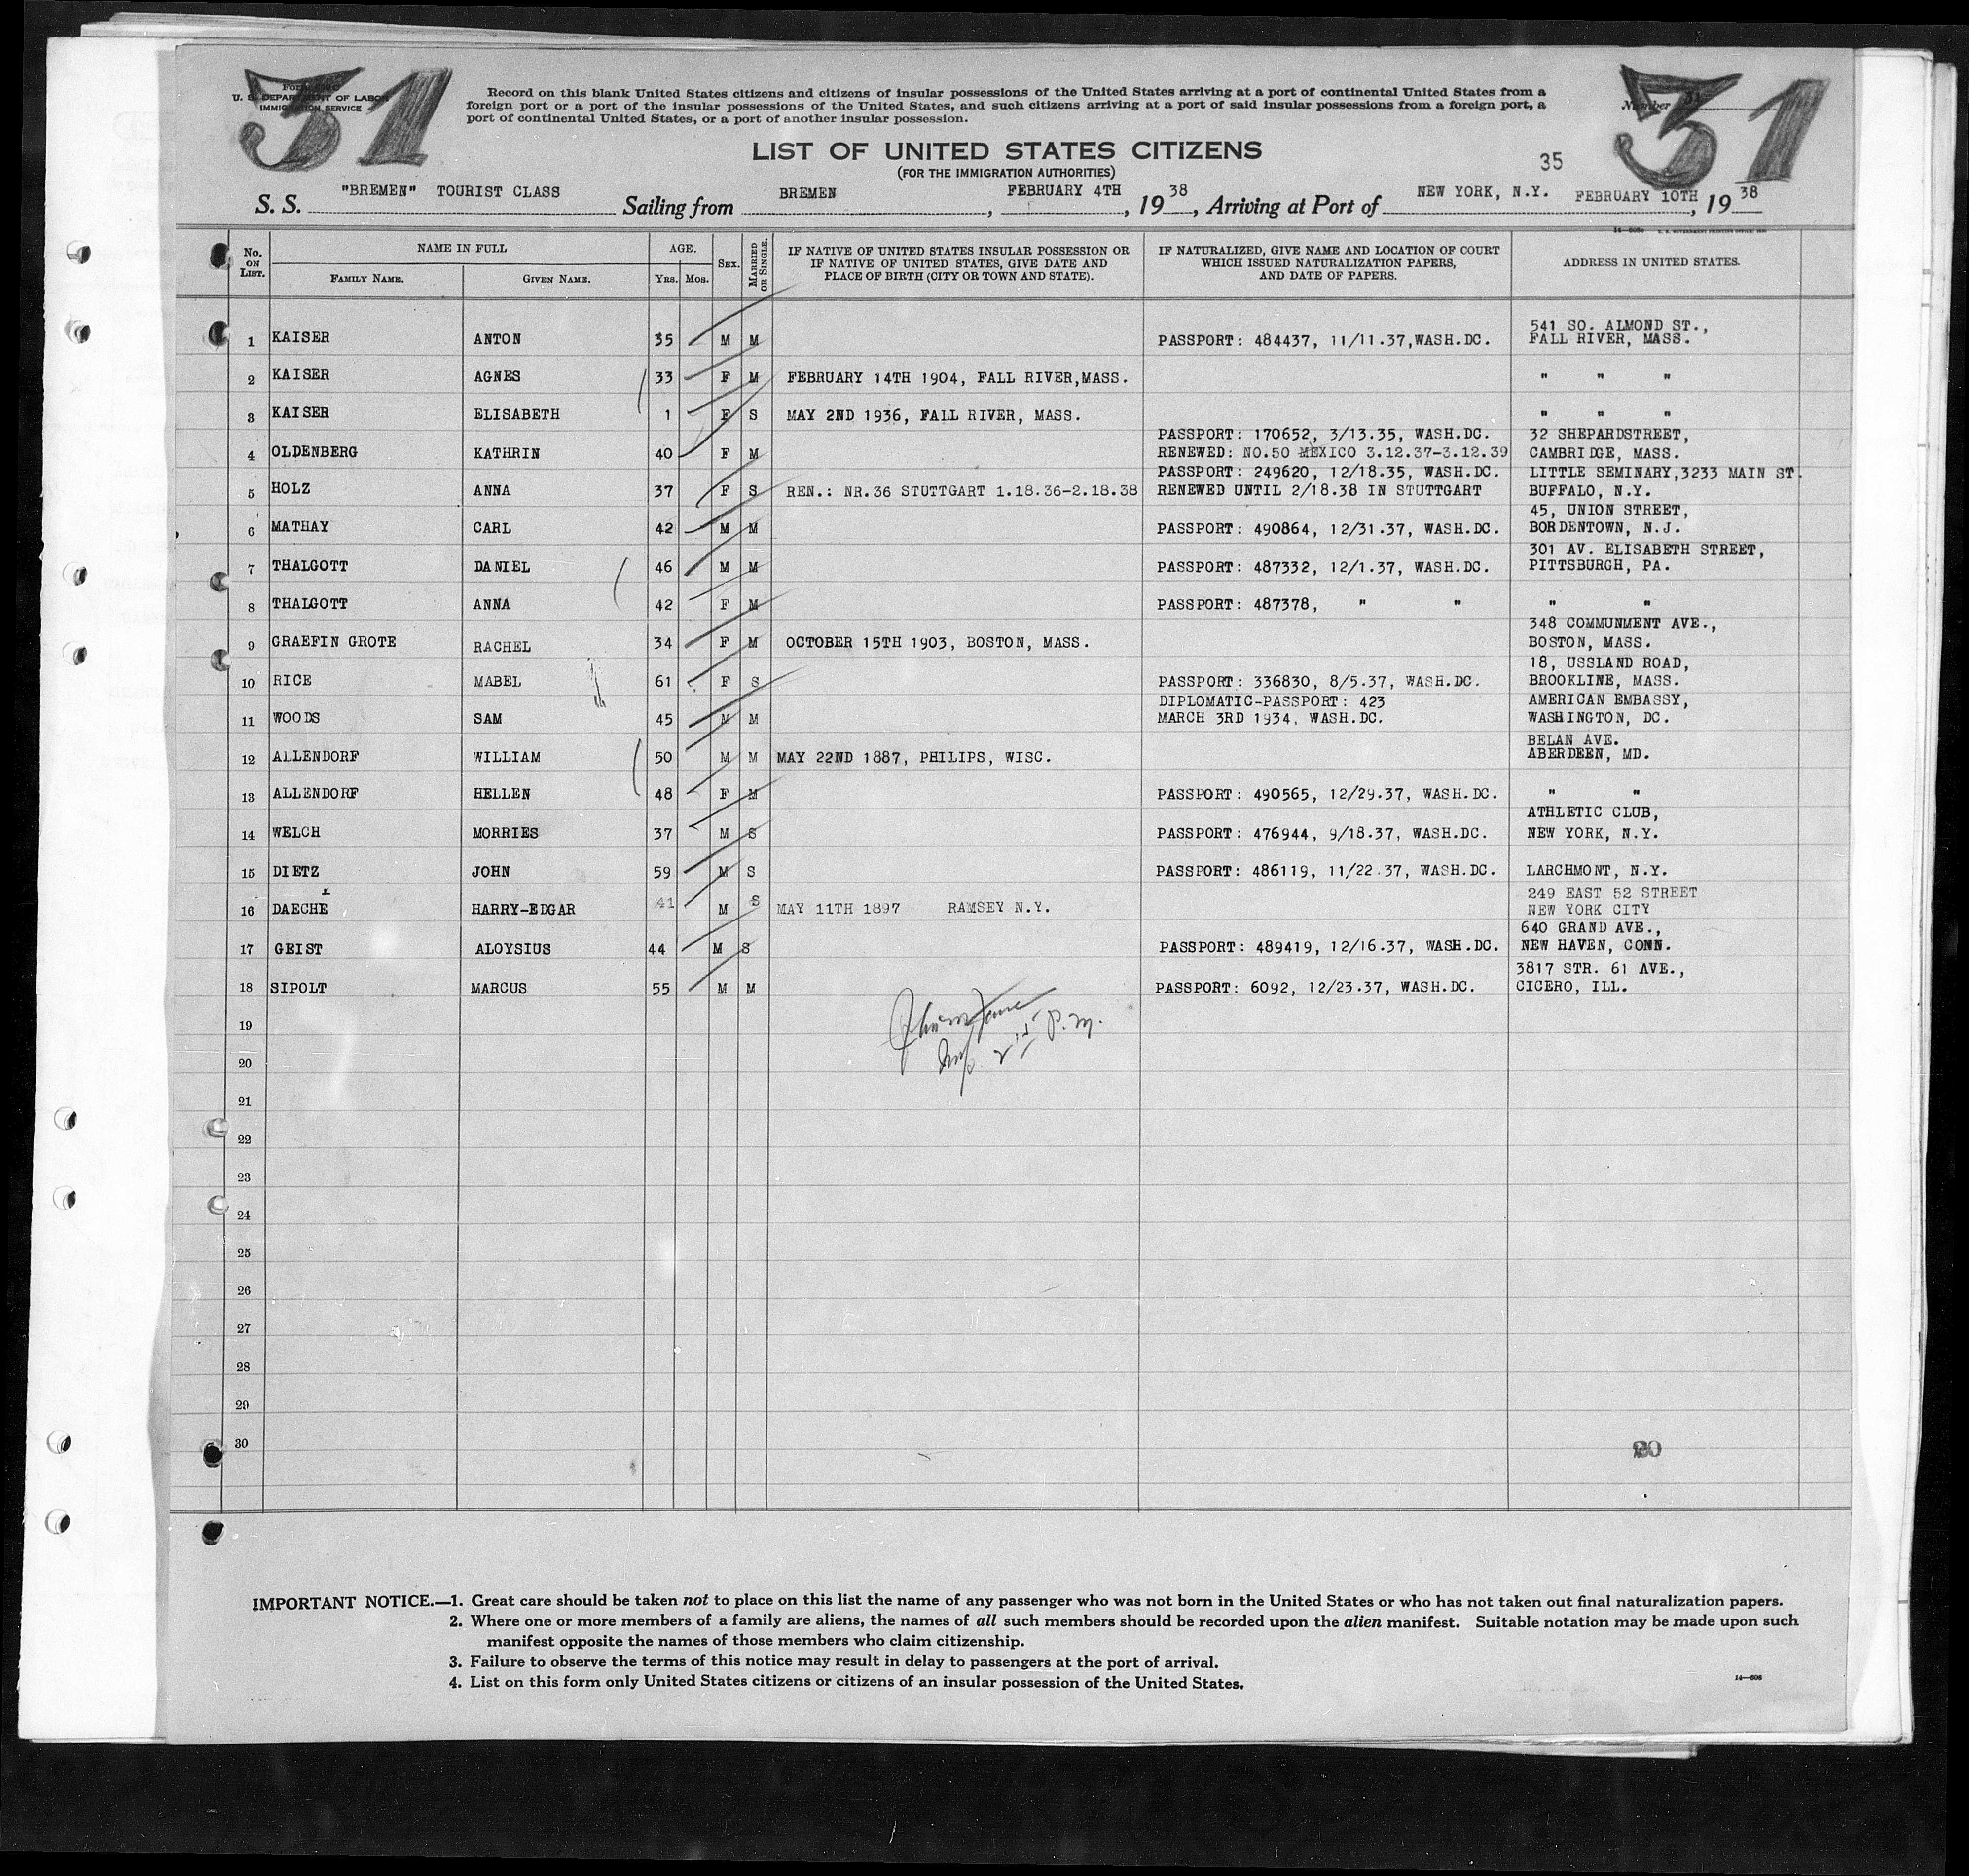 31
31
Form 630
U. S. DEPARTMENT OF LABOR
IMMIGRATION SERVICE
Number 31
Record on this blank United States citizens and citizens of insular possessions of the United States arriving at a port of continental United States from a
foreign port or a port of the insular possessions of the United States, and such citizens arriving at a port of said insular possessions from a foreign port, a
port of continental United States, or a port of another insular possession.
LIST OF UNITED STATES CITIZENS
(FOR THE IMMIGRATION AUTHORITIES)
35
S. S. "BREMEN" TOURIST CLASS Sailing from BREMEN, FEBRUARY 4TH, 1938, Arriving at Port of NEW YORK, N.Y. FEBRUARY 10TH, 1938
No. ON LIST. NAME IN FULL FAMILY NAME. GIVEN NAME. AGE. YRS. MOS. SEX. MARRIED OR SINGLE. IF NATIVE OF UNITED STATES INSULAR POSSESSION OR IF NATIVE OF UNITED STATES, GIVE DATE AND PLACE OF BIRTH (CITY OR TOWN AND STATE). IF NATURALIZED, GIVE NAME AND LOCATION OF COURT WHICH ISSUED NATURALIZATION PAPERS, AND DATE OF PAPERS. ADDRESS IN UNITED STATES.
541 SO. ALMOND ST.,
1 KAISER ANTON 35 M M PASSPORT: 484437, 11/11.37,WASH.DC. FALL RIVER, MASS.
2 KAISER AGNES 33 F M FEBRUARY 14TH 1904, FALL RIVER,MASS. " " "
3 KAISER ELISABETH 1 F S MAY 2ND 1936, FALL RIVER, MASS. " " "
PASSPORT: 170652, 3/13.35, WASH.DC. 32 SHEPARDSTREET,
4 OLDENBERG KATHRIN 40 F M RENEWED: NO.50 MEXICO 3.12.37-3.12.39 CAMBRIDGE, MASS.
PASSPORT: 249620, 12/18.35, WASH.DC. LITTLE SEMINARY,3233 MAIN ST.
5 HOLZ ANNA 37 F S REN.: NR.36 STUTTGART 1.18.36-2.18.38 RENEWED UNTIL 2/18.38 IN STUTTGART BUFFALO, N.Y.
45, UNION STREET,
6 MATHAY CARL 42 M M PASSPORT: 490864, 12/31.37, WASH.DC. BORDENTOWN, N.J.
301 AV. ELISABETH STREET,
7 THALGOTT DANIEL 46 M M PASSPORT: 487332, 12/1.37, WASH.DC. PITTSBURGH, PA.
8 THALGOTT ANNA 42 F M PASSPORT: 487378, " " " "
348 COMMUNMENT AVE.,
9 GRAEFIN GROTE RACHEL 34 F M OCTOBER 15TH 1903, BOSTON, MASS. BOSTON, MASS.
18, USSLAND ROAD,
10 RICE MABEL 61 F S PASSPORT: 336830, 8/5.37, WASH.DC. BROOKLINE, MASS.
DIPLOMATIC-PASSPORT: 423 AMERICAN EMBASSY,
11 WOODS SAM 45 M M MARCH 3RD 1934, WASH.DC. WASHINGTON, DC.
BELAN AVE.
12 ALLENDORF WILLIAM 50 M M MAY 22ND 1887, PHILIPS, WISC. ABERDEEN, MD.
13 ALLENDORF HELLEN 48 F M PASSPORT: 490565, 12/29.37, WASH.DC. " "
ATHLETIC CLUB,
14 WELCH MORRIES 37 M S PASSPORT: 476944, 9/18.37, WASH.DC. NEW YORK, N.Y.
15 DIETZ JOHN 59 M S PASSPORT: 486119, 11/22.37, WASH.DC. LARCHMONT, N.Y.
249 EAST 52 STREET
16 DAECHE HARRY-EDGAR 41 M S MAY 11TH 1897 RAMSEY N.Y. NEW YORK CITY
640 GRAND AVE.,
17 GEIST ALOYSIUS 44 M S PASSPORT: 489419, 12/16.37, WASH.DC. NEW HAVEN, CONN.
3817 STR. 61 AVE.,
18 SIPOLT MARCUS 55 M M PASSPORT: 6092, 12/23.37, WASH.DC. CICERO, ILL.
19
P.M.
20
21
22
23
24
25
26
27
28
29
30
IMPORTANT NOTICE.—1. Great care should be taken not to place on this list the name of any passenger who was not born in the United States or who has not taken out final naturalization papers.
2. Where one or more members of a family are aliens, the names of all such members should be recorded upon the alien manifest. Suitable notation may be made upon such
manifest opposite the names of those members who claim citizenship.
3. Failure to observe the terms of this notice may result in delay to passengers at the port of arrival.
4. List on this form only United States citizens or citizens of an insular possession of the United States.
14—608